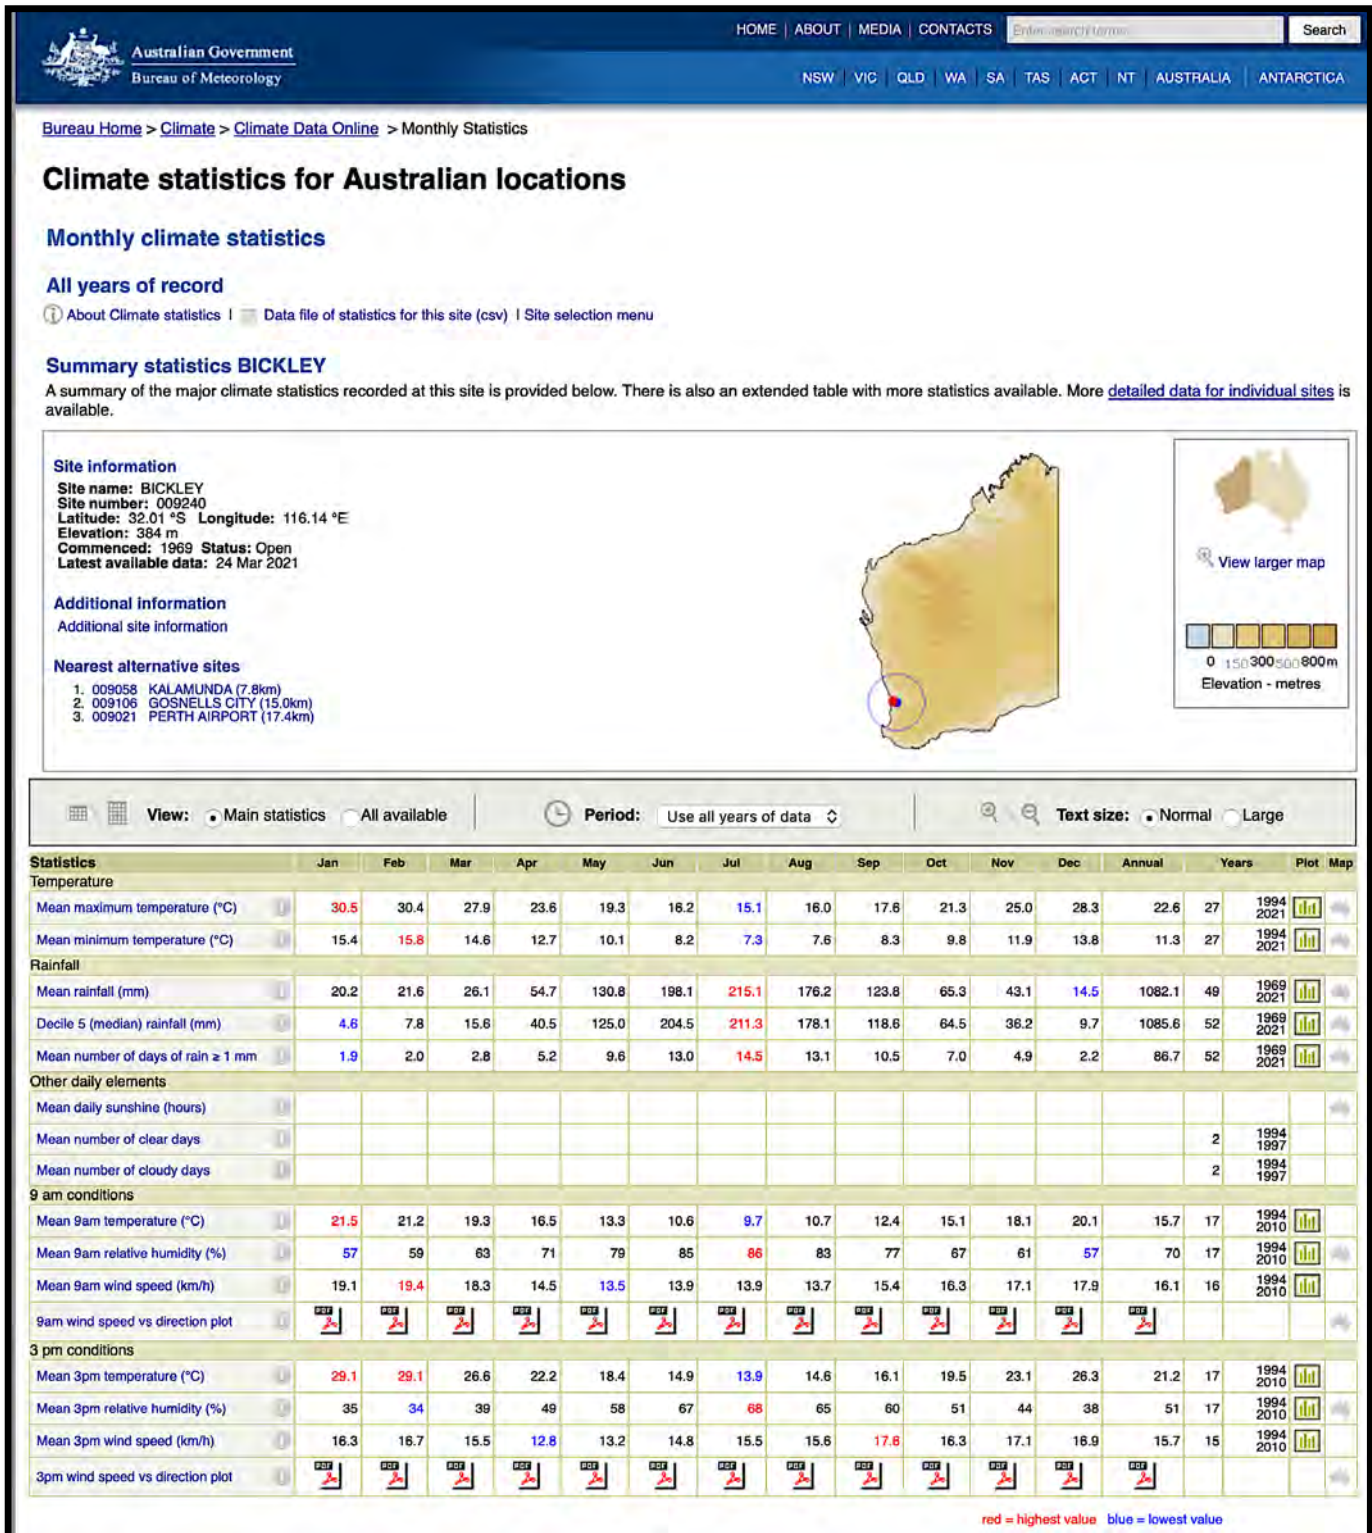 HOME | ABOUT | MEDIA | CONTACTS Enter search terms Search
Australian Government
Bureau of Meteorology
NSW | VIC | QLD | WA | SA | TAS | ACT | NT | AUSTRALIA | ANTARCTICA
Bureau Home > Climate > Climate Data Online > Monthly Statistics
Climate statistics for Australian locations
Monthly climate statistics
All years of record
About Climate statistics | Data file of statistics for this site (csv) | Site selection menu
Summary statistics BICKLEY
A summary of the major climate statistics recorded at this site is provided below. There is also an extended table with more statistics available. More detailed data for individual sites is
available.
Site information
Site name: BICKLEY
Site number: 009240
Latitude: 32.01 °S Longitude: 116.14 °E
Elevation: 384 m
Commenced: 1969 Status: Open
Latest available data: 24 Mar 2021
Additional information
Additional site information
Nearest alternative sites
1. 009058 KALAMUNDA (7.8km)
2. 009106 GOSNELLS CITY (15.0km)
3. 009021 PERTH AIRPORT (17.4km)
View larger map
0 150 300 500 800m
Elevation - metres
View: Main statistics All available Period: Use all years of data Text size: Normal Large
Statistics Jan Feb Mar Apr May Jun Jul Aug Sep Oct Nov Dec Annual Years Plot Map
Temperature
Mean maximum temperature (°C) 30.5 30.4 27.9 23.6 19.3 16.2 15.1 16.0 17.6 21.3 25.0 28.3 22.6 27 1994 2021
Mean minimum temperature (°C) 15.4 15.8 14.6 12.7 10.1 8.2 7.3 7.6 8.3 9.8 11.9 13.8 11.3 27 1994 2021
Rainfall
Mean rainfall (mm) 20.2 21.6 26.1 54.7 130.8 198.1 215.1 176.2 123.8 65.3 43.1 14.5 1082.1 49 1969 2021
Decile 5 (median) rainfall (mm) 4.6 7.8 15.6 40.5 125.0 204.5 211.3 178.1 118.6 64.5 36.2 9.7 1085.6 52 1969 2021
Mean number of days of rain ≥ 1 mm 1.9 2.0 2.8 5.2 9.6 13.0 14.5 13.1 10.5 7.0 4.9 2.2 86.7 52 1969 2021
Other daily elements
Mean daily sunshine (hours)
Mean number of clear days 2 1994 1997
Mean number of cloudy days 2 1994 1997
9 am conditions
Mean 9am temperature (°C) 21.5 21.2 19.3 16.5 13.3 10.6 9.7 10.7 12.4 15.1 18.1 20.1 15.7 17 1994 2010
Mean 9am relative humidity (%) 57 59 63 71 79 85 86 83 77 67 61 57 70 17 1994 2010
Mean 9am wind speed (km/h) 19.1 19.4 18.3 14.5 13.5 13.9 13.9 13.7 15.4 16.3 17.1 17.9 16.1 16 1994 2010
9am wind speed vs direction plot PDF PDF PDF PDF PDF PDF PDF PDF PDF PDF PDF PDF PDF
3 pm conditions
Mean 3pm temperature (°C) 29.1 29.1 26.6 22.2 18.4 14.9 13.9 14.6 16.1 19.5 23.1 26.3 21.2 17 1994 2010
Mean 3pm relative humidity (%) 35 34 39 49 58 67 68 65 60 51 44 38 51 17 1994 2010
Mean 3pm wind speed (km/h) 16.3 16.7 15.5 12.8 13.2 14.8 15.5 15.6 17.6 16.3 17.1 16.9 15.7 15 1994 2010
3pm wind speed vs direction plot PDF PDF PDF PDF PDF PDF PDF PDF PDF PDF PDF PDF PDF
red = highest value blue = lowest value